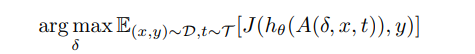 arg max_δ 𝔼_{(x,y)∼𝒟,t∼𝒯}[J(h_θ(A(δ, x, t)), y)]